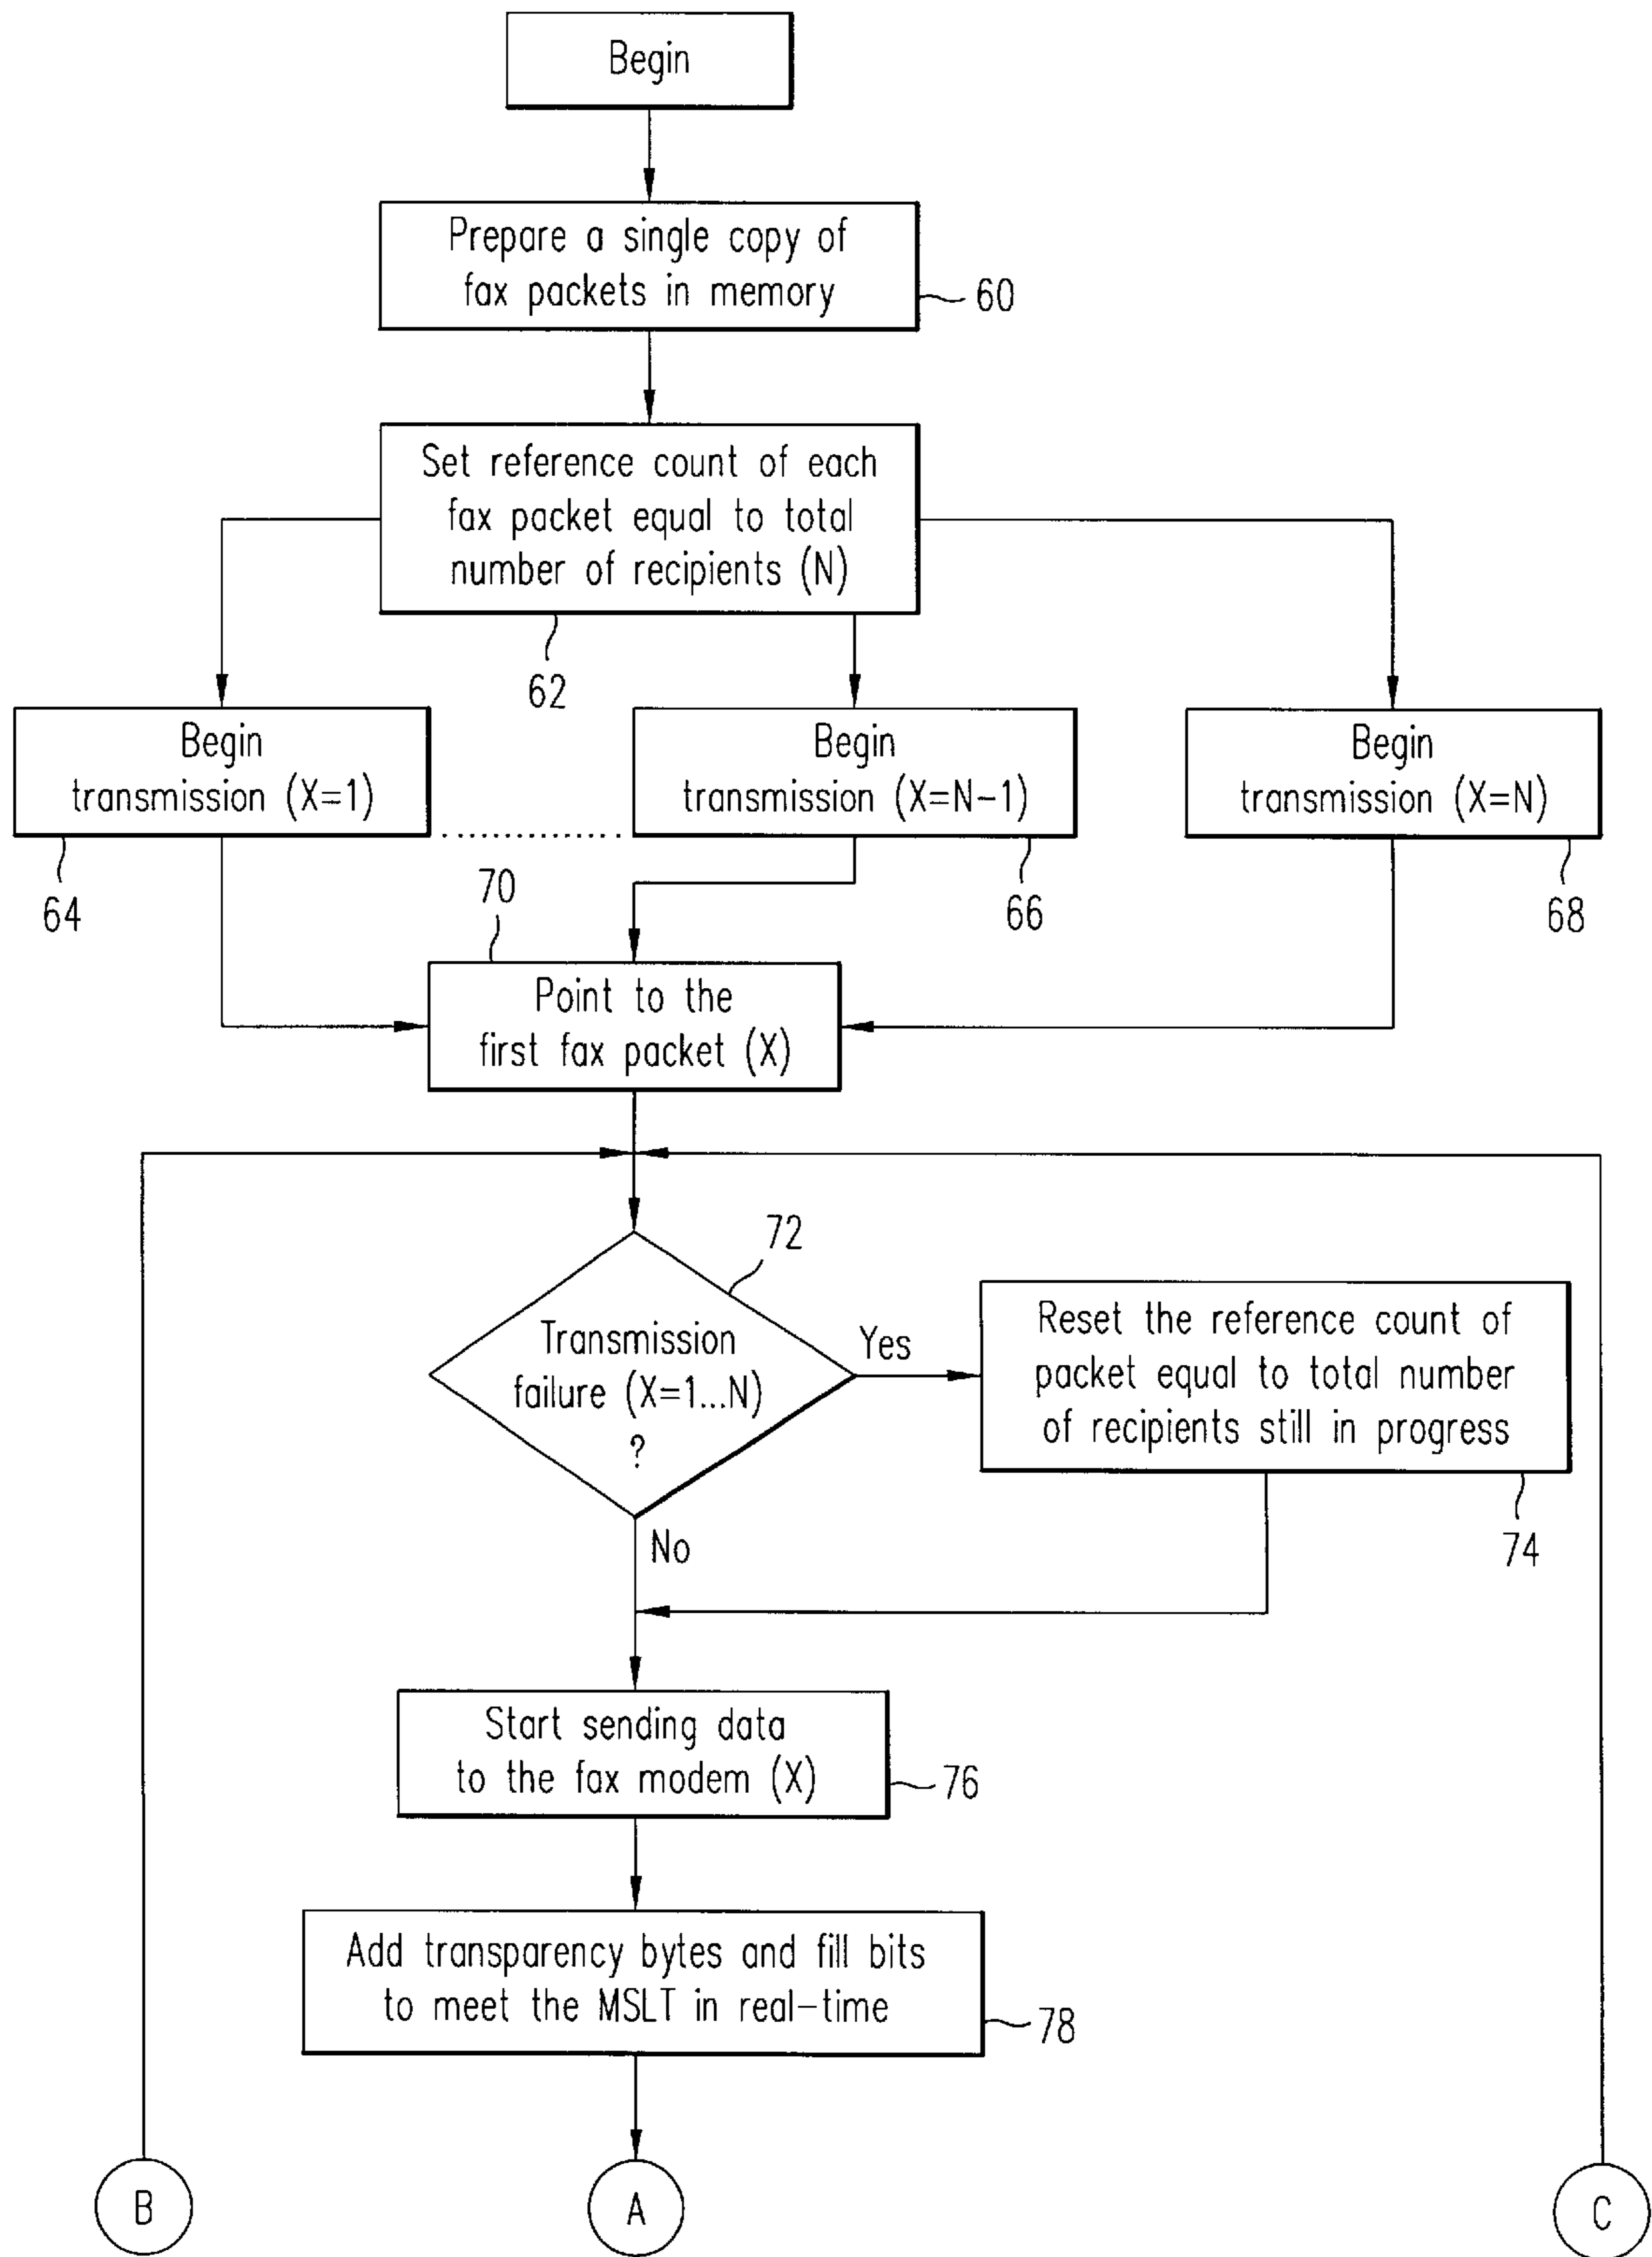 Begin
Prepare a single copy of
fax packets in memory
60
Set reference count of each
fax packet equal to total
number of recipients (N)
62
Begin
transmission (X=1)
64
Begin
transmission (X=N-1)
66
Begin
transmission (X=N)
68
70
Point to the
first fax packet (X)
72
Transmission
failure (X=1...N)
?
Yes
No
Reset the reference count of
packet equal to total number
of recipients still in progress
74
Start sending data
to the fax modem (X)
76
Add transparency bytes and fill bits
to meet the MSLT in real-time
78
B
A
C